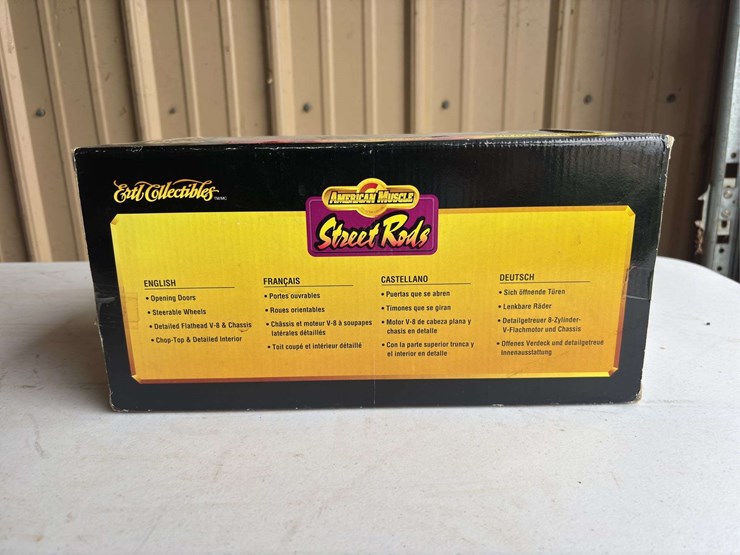 Ertl Collectibles
AMERICAN MUSCLE
Street Rods
ENGLISH
• Opening Doors
• Steerable Wheels
• Detailed Flathead V-8 & Chassis
• Chop-Top & Detailed Interior
FRANÇAIS
• Portes ouvrables
• Roues orientables
• Châssis et moteur V-8 à soupapes
latérales détaillés
• Toit coupé et intérieur détaillé
CASTELLANO
• Puertas que se abren
• Timones que se giran
• Motor V-8 de cabeza plana y
chasis en detalle
• Con la parte superior trunca y
el interior en detalle
DEUTSCH
• Sich öffnende Türen
• Lenkbare Räder
• Detailgetreuer 8-Zylinder-
V-Flachmotor und Chassis
• Offenes Verdeck und detailgetreue
Innenausstattung